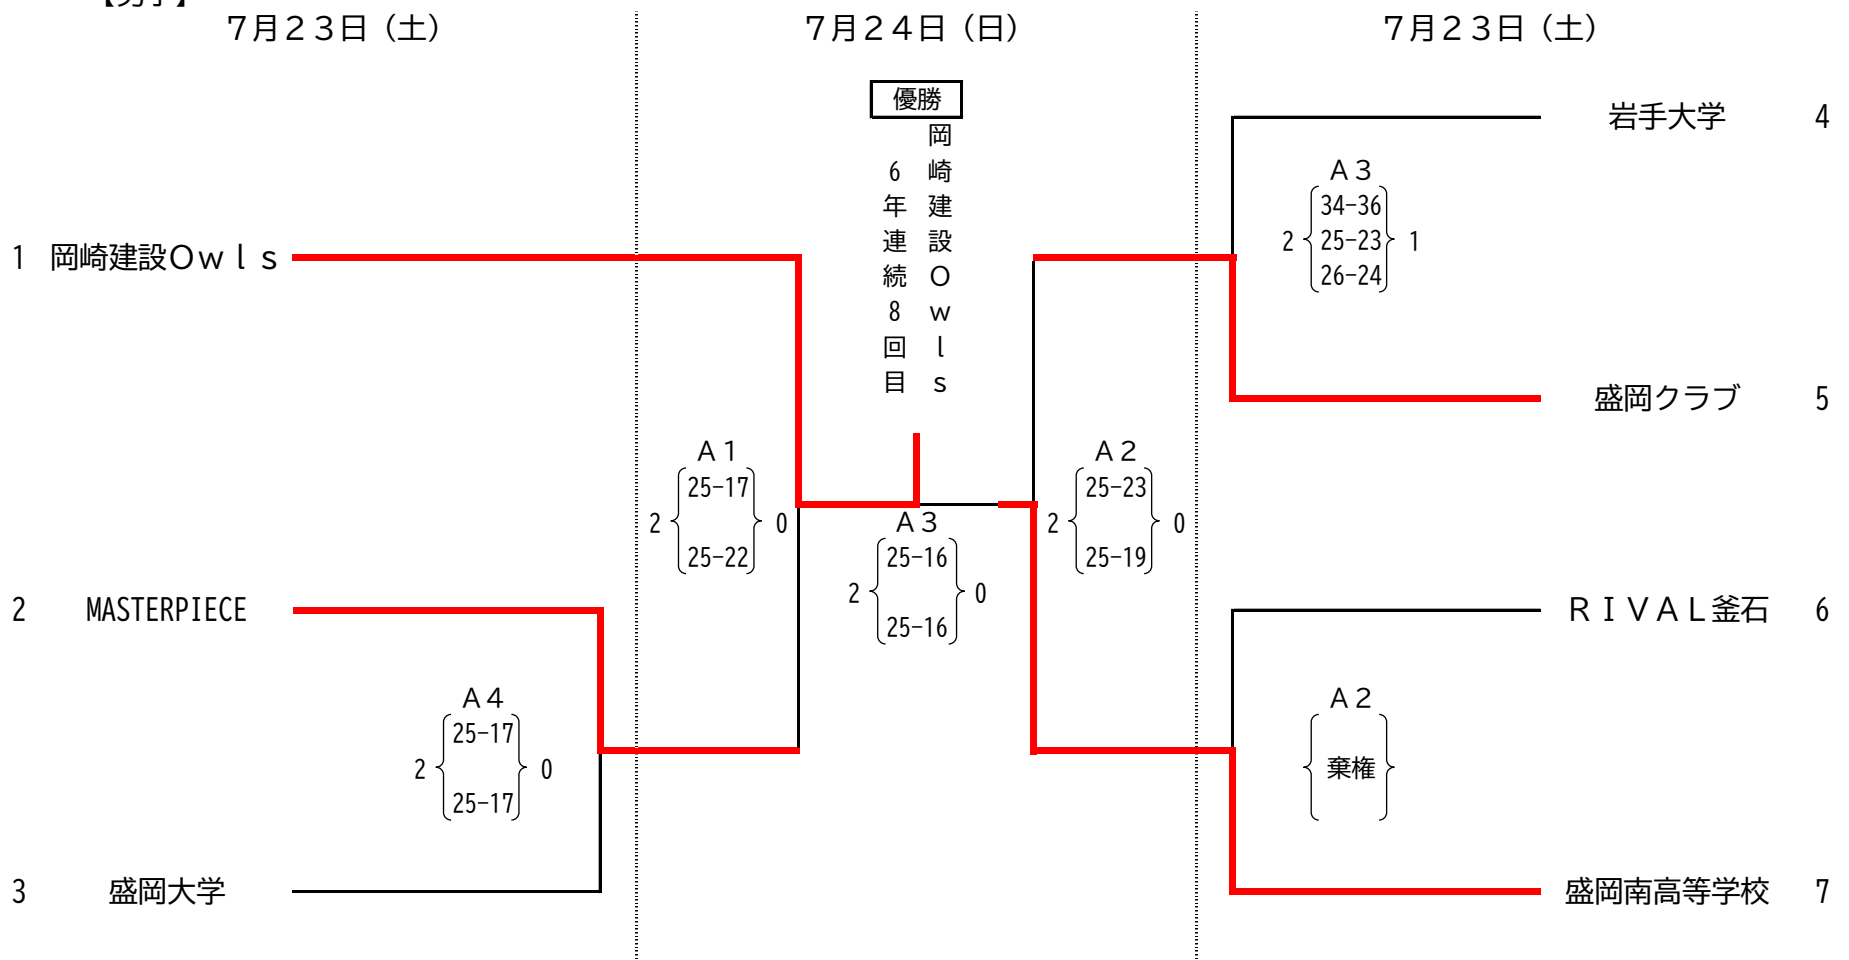 ７月２３日（土）
７月２４日（日）
７月２３日（土）
優勝
岡崎建設Ｏｗｌｓ
6年連続8回目
1 岡崎建設Ｏｗｌｓ
2 MASTERPIECE
3 盛岡大学
岩手大学 4
盛岡クラブ 5
ＲＩＶＡＬ釜石 6
盛岡南高等学校 7
Ａ４
25-17
2 0
25-17
Ａ１
25-17
2 0
25-22
Ａ３
25-16
2 0
25-16
Ａ２
25-23
2 0
25-19
Ａ３
34-36
2 25-23 1
26-24
Ａ２
棄権